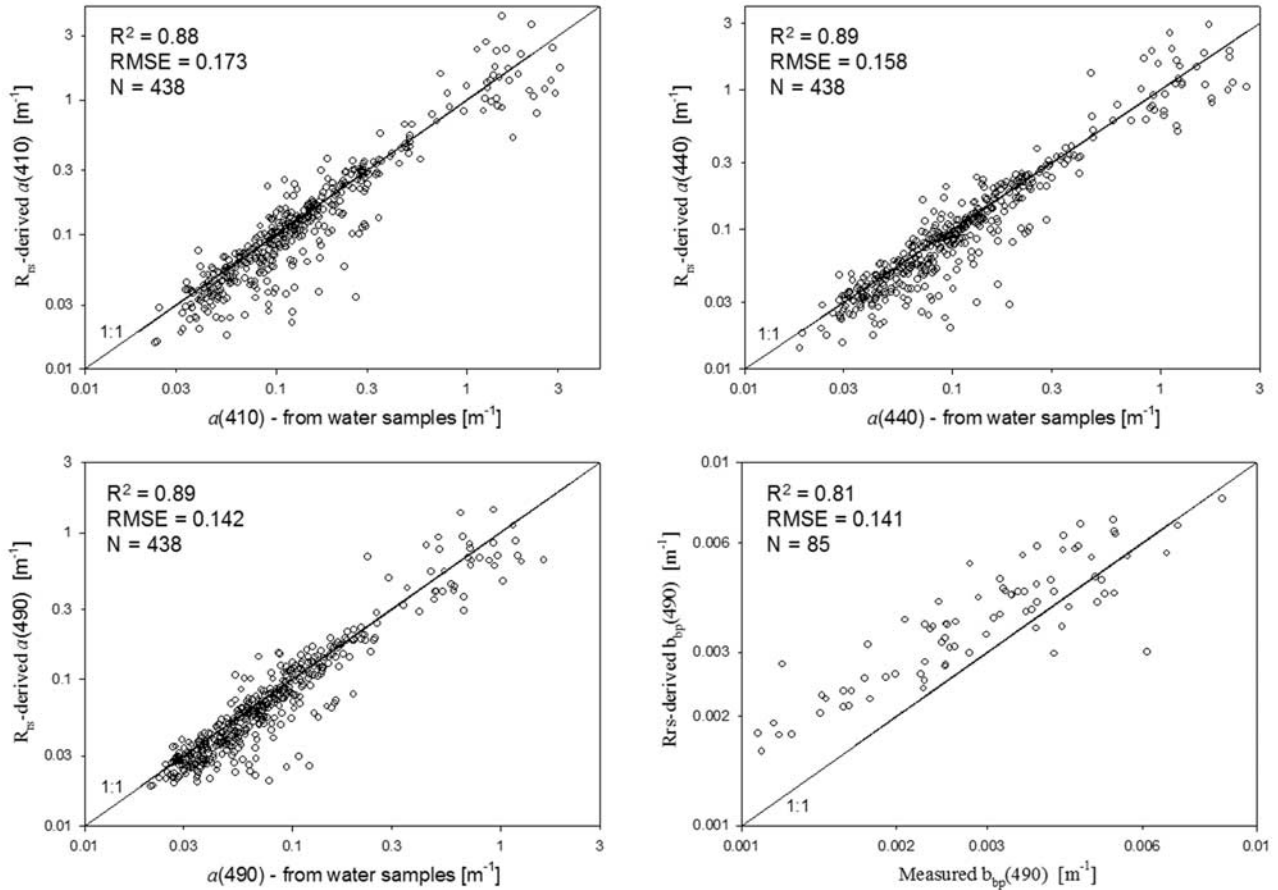 R² = 0.88
RMSE = 0.173
N = 438
3
1
0.3
0.1
0.03
0.01
Rrs-derived a(410) [m⁻¹]
1:1
0.01 0.03 0.1 0.3 1 3
a(410) - from water samples [m⁻¹]
R² = 0.89
RMSE = 0.158
N = 438
3
1
0.3
0.1
0.03
0.01
Rrs-derived a(440) [m⁻¹]
1:1
0.01 0.03 0.1 0.3 1 3
a(440) - from water samples [m⁻¹]
R² = 0.89
RMSE = 0.142
N = 438
3
1
0.3
0.1
0.03
0.01
Rrs-derived a(490) [m⁻¹]
1:1
0.01 0.03 0.1 0.3 1 3
a(490) - from water samples [m⁻¹]
R² = 0.81
RMSE = 0.141
N = 85
0.01
0.006
0.003
0.002
0.001
Rrs-derived bbp(490) [m⁻¹]
1:1
0.001 0.002 0.003 0.006 0.01
Measured bbp(490) [m⁻¹]